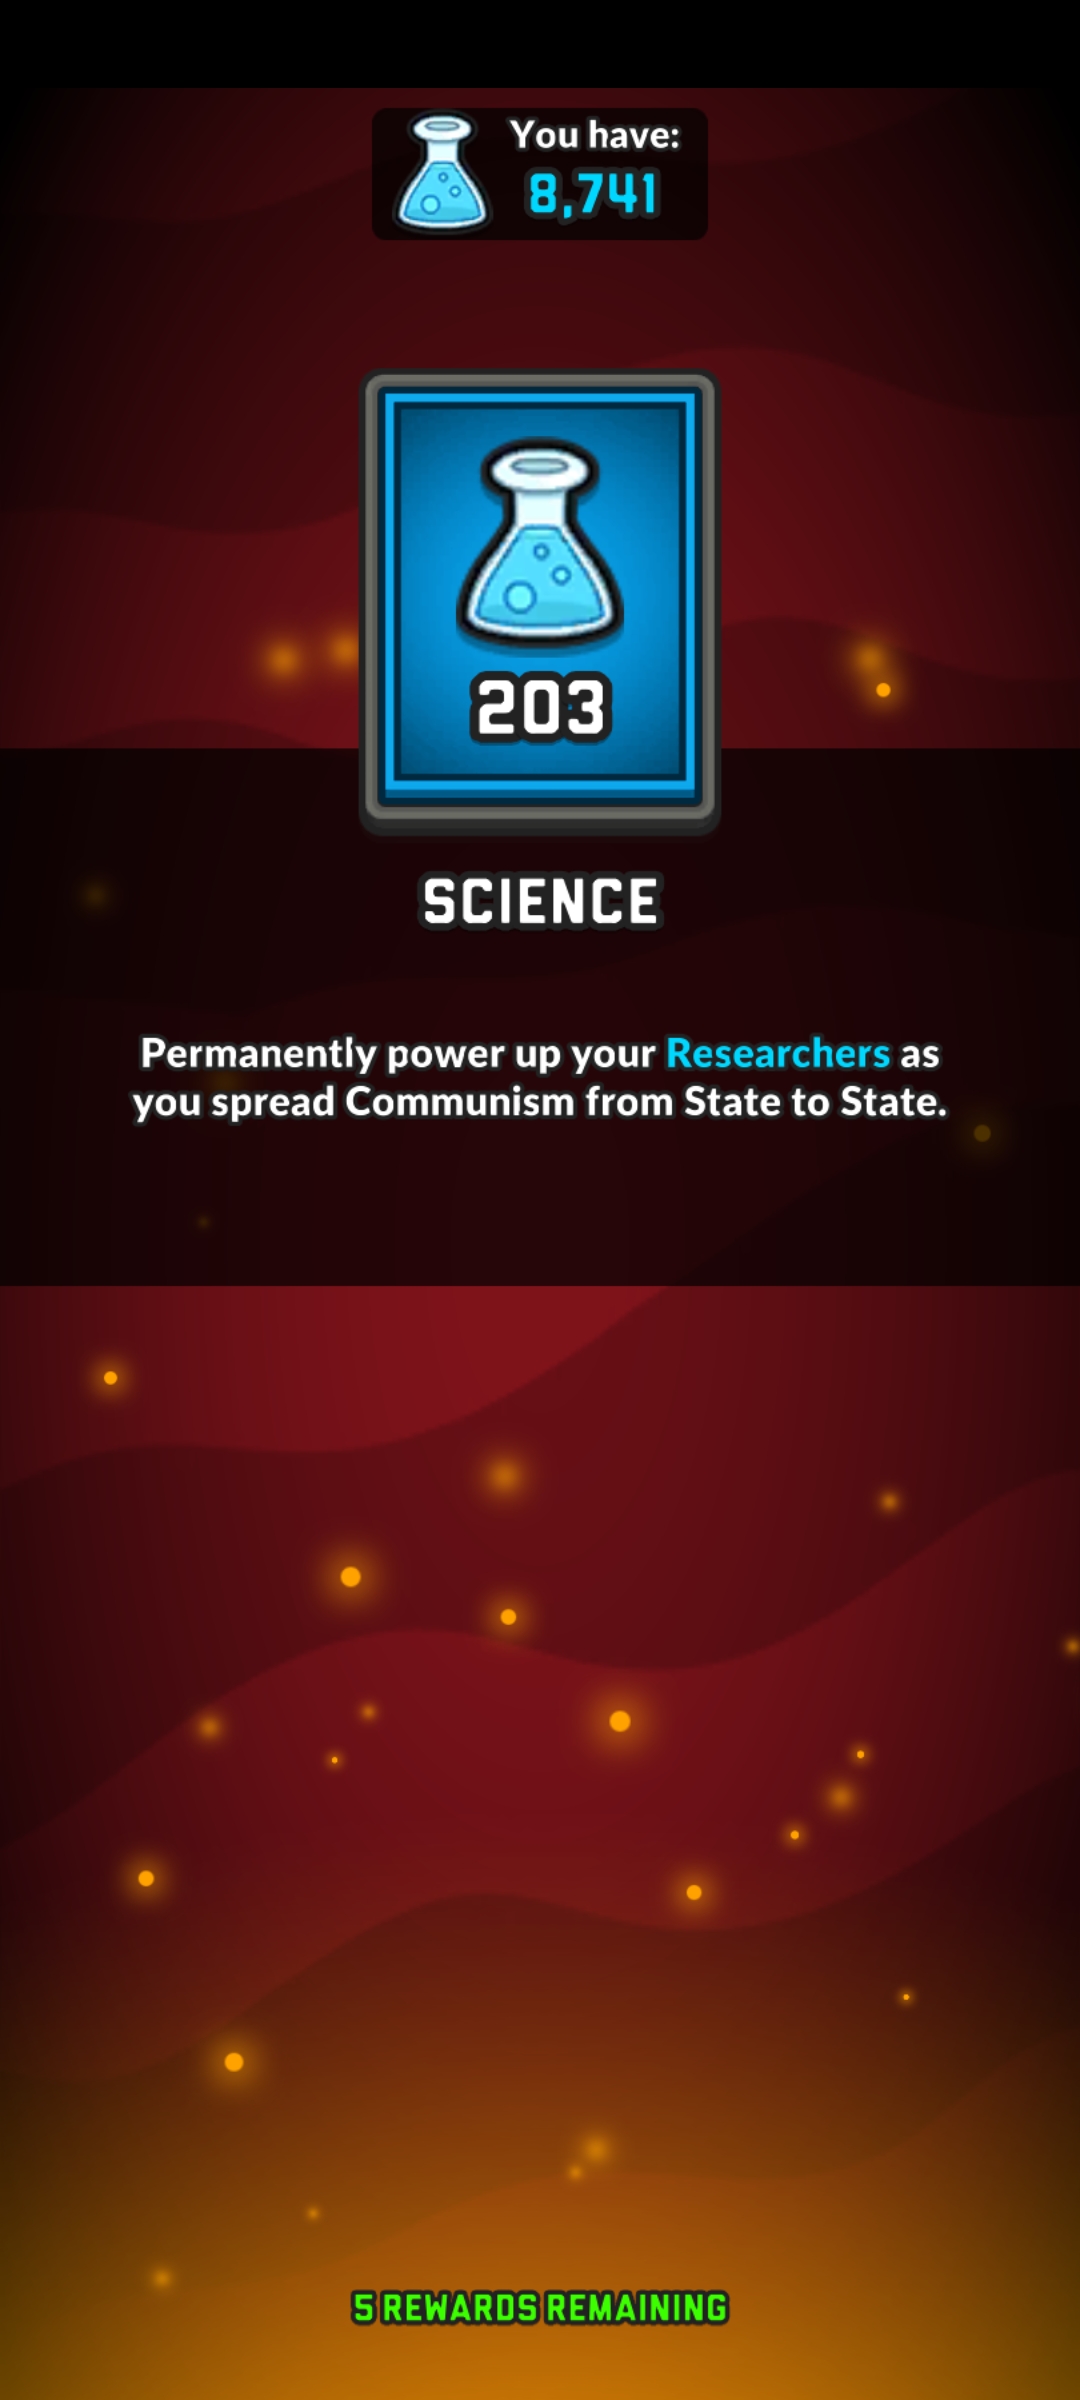 You have:
8,741
203
SCIENCE
Permanently power up your Researchers as
you spread Communism from State to State.
5 REWARDS REMAINING